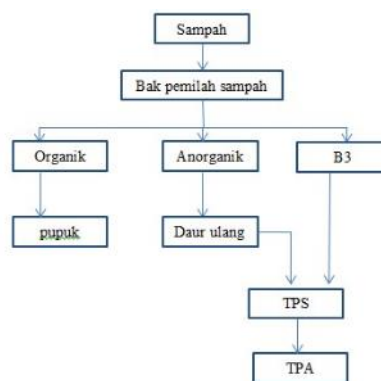 Sampah
Bak pemilah sampah
Organik
Anorganik
B3
pupuk
Daur ulang
TPS
TPA